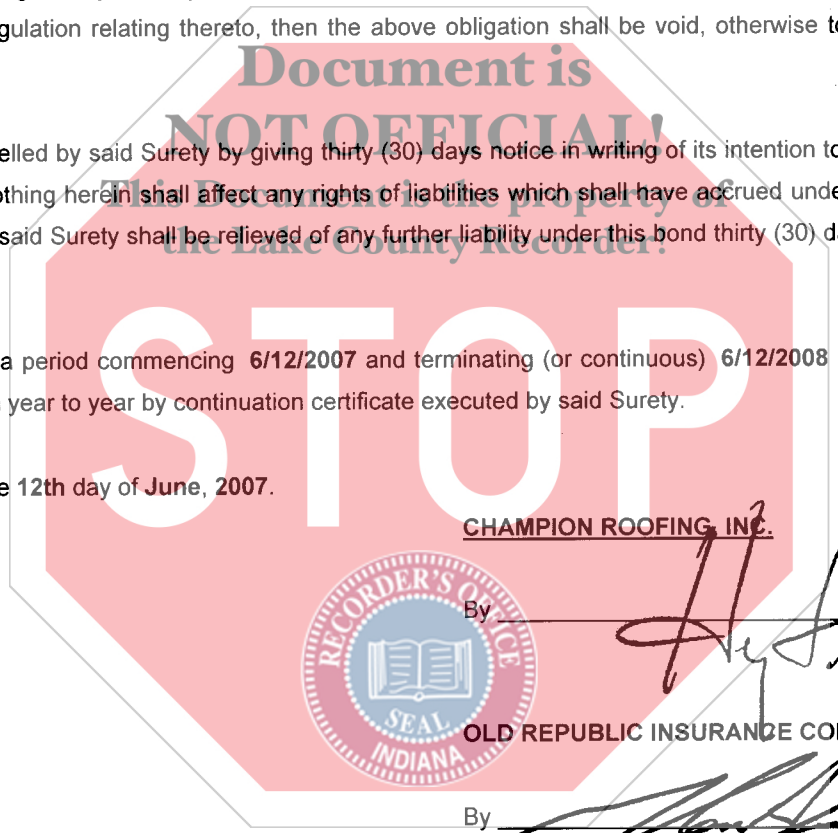 gulation relating thereto, then the above obligation shall be void, otherwise to
Document is
NOT OFFICIAL!
elled by said Surety by giving thirty (30) days notice in writing of its intention to
This Document is the property of
othing herein shall affect any rights of liabilities which shall have accrued unde
the Lake County Recorder!
said Surety shall be relieved of any further liability under this bond thirty (30) d
STOP
a period commencing 6/12/2007 and terminating (or continuous) 6/12/2008
year to year by continuation certificate executed by said Surety.
e 12th day of June, 2007.
CHAMPION ROOFING, INC.
RECORDER'S OFFICE
By
SEAL
INDIANA
OLD REPUBLIC INSURANCE CO
By